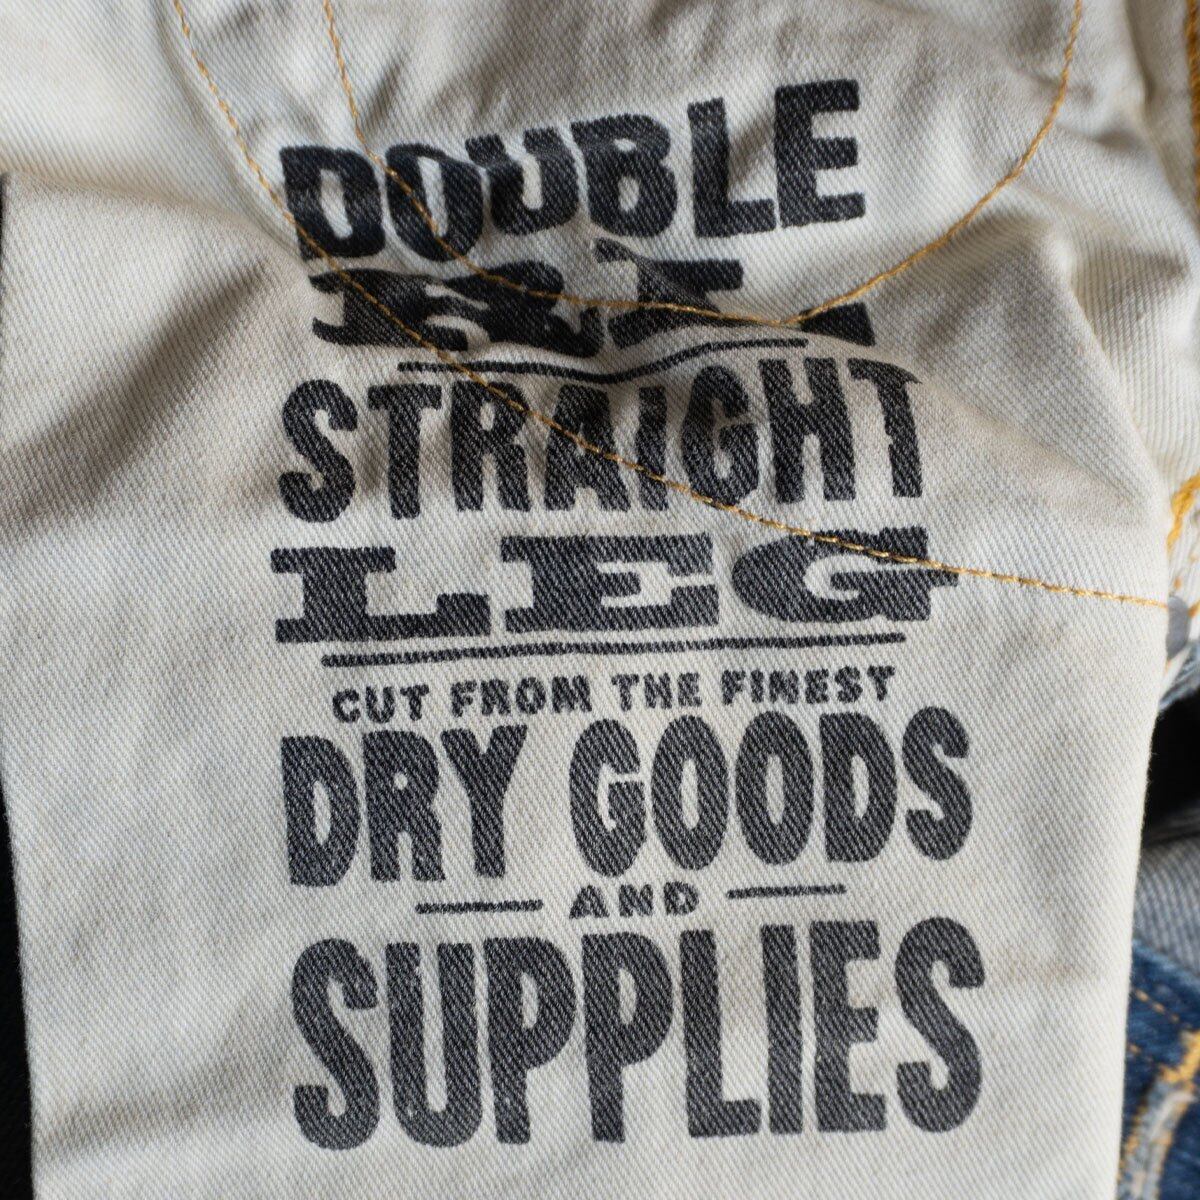 DOUBLE
RL
STRAIGHT
LEG
CUT FROM THE FINEST
DRY GOODS
AND
SUPPLIES